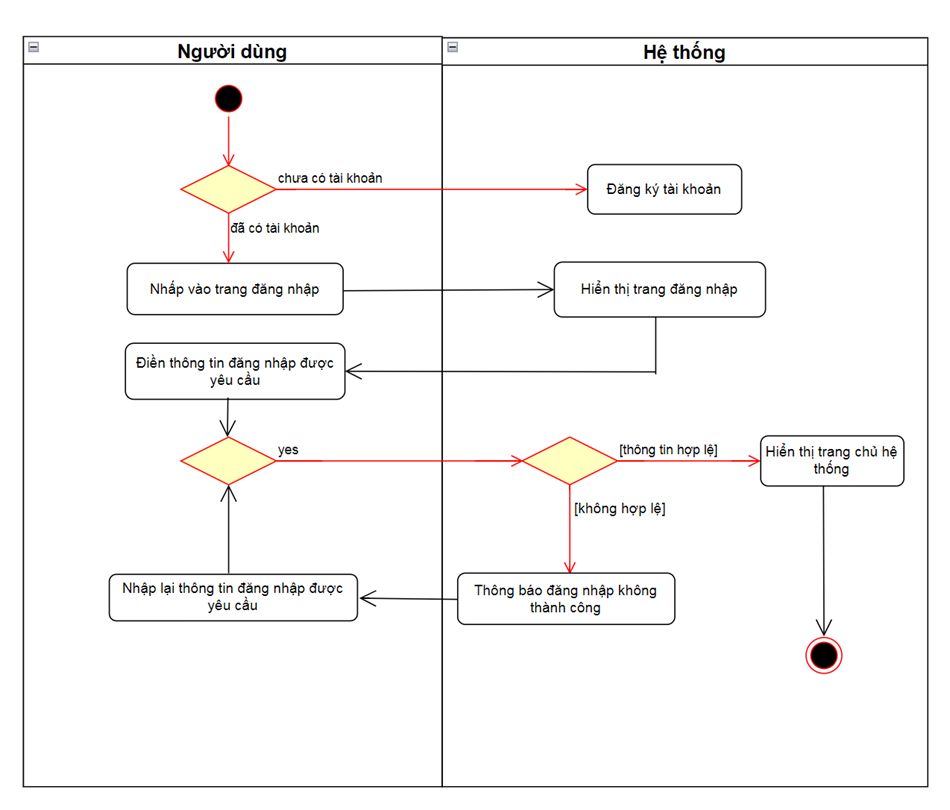 Người dùng
Hệ thống
chưa có tài khoản
Đăng ký tài khoản
đã có tài khoản
Nhấp vào trang đăng nhập
Hiển thị trang đăng nhập
Điền thông tin đăng nhập được
yêu cầu
yes
[thông tin hợp lệ]
Hiển thị trang chủ hệ
thống
[không hợp lệ]
Nhập lại thông tin đăng nhập được
yêu cầu
Thông báo đăng nhập không
thành công